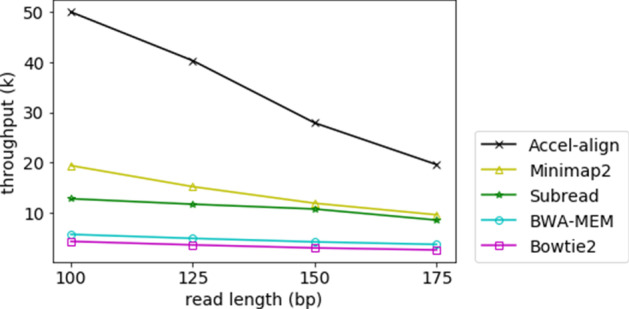 throughput (k)
50
40
30
20
10
100 125 150 175
read length (bp)
Accel-align
Minimap2
Subread
BWA-MEM
Bowtie2